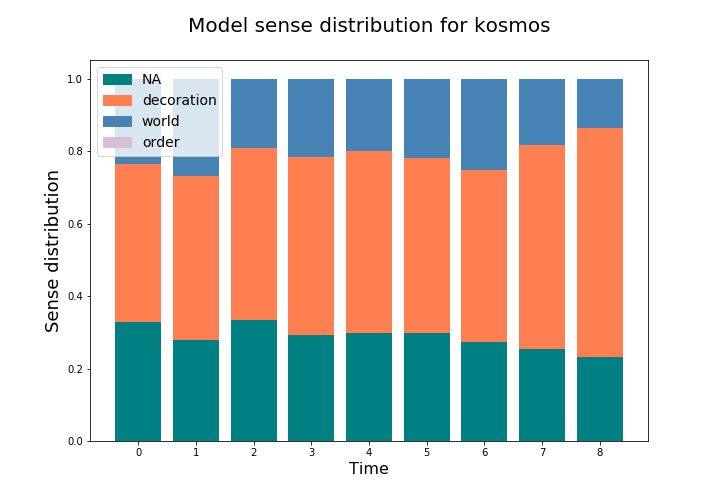 Model sense distribution for kosmos
NA
decoration
world
order
1.0
0.8
0.6
0.4
0.2
0.0
Sense distribution
0 1 2 3 4 5 6 7 8
Time